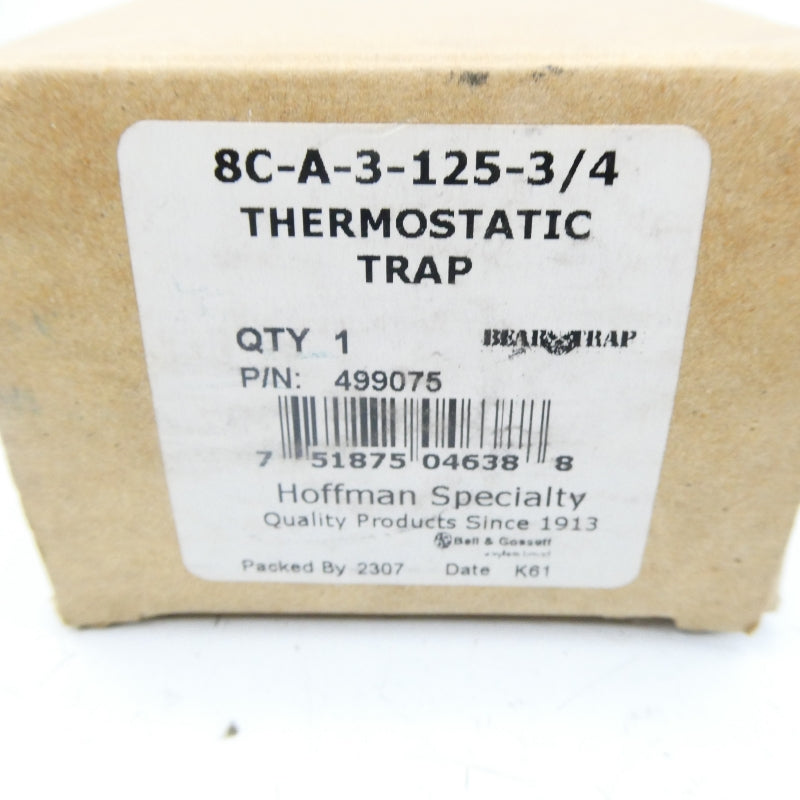 8C-A-3-125-3/4
THERMOSTATIC
TRAP
QTY 1
BEAR TRAP
P/N: 499075
7 51875 04638 8
Hoffman Specialty
Quality Products Since 1913
Bell & Gossett
Packed By 2307 Date K61